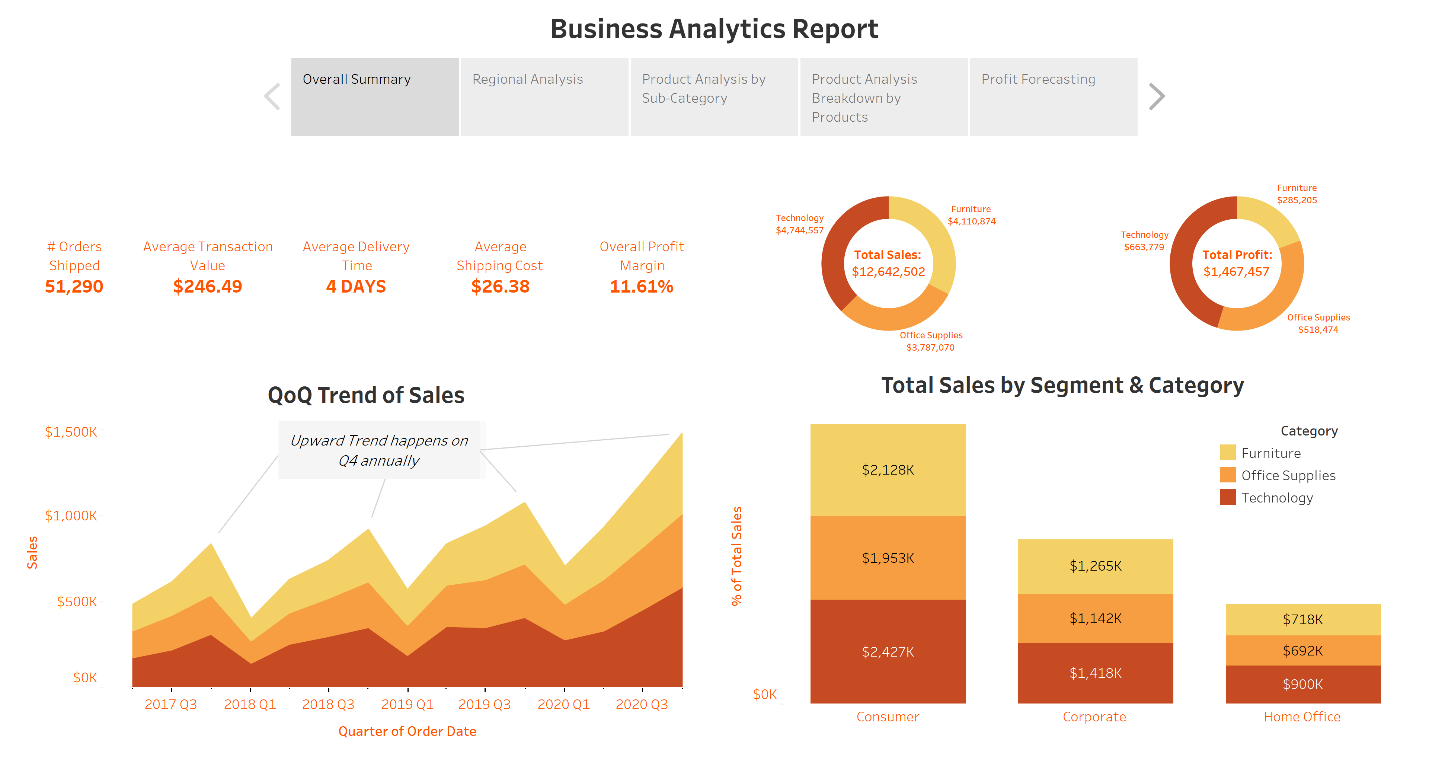 Business Analytics Report
Overall Summary
Regional Analysis
Product Analysis by
Sub-Category
Product Analysis
Breakdown by
Products
Profit Forecasting
# Orders
Shipped
51,290
Average Transaction
Value
$246.49
Average Delivery
Time
4 DAYS
Average
Shipping Cost
$26.38
Overall Profit
Margin
11.61%
Technology
$4,744,557
Furniture
$4,110,874
Total Sales:
$12,642,502
Office Supplies
$3,787,070
Furniture
$285,205
Technology
$663,779
Total Profit:
$1,467,457
Office Supplies
$518,474
QoQ Trend of Sales
Upward Trend happens on
Q4 annually
Sales
$1,500K
$1,000K
$500K
$0K
2017 Q3
2018 Q1
2018 Q3
2019 Q1
2019 Q3
2020 Q1
2020 Q3
Quarter of Order Date
Total Sales by Segment & Category
Category
Furniture
Office Supplies
Technology
% of Total Sales
$0K
$2,128K
$1,953K
$2,427K
$1,265K
$1,142K
$1,418K
$718K
$692K
$900K
Consumer
Corporate
Home Office